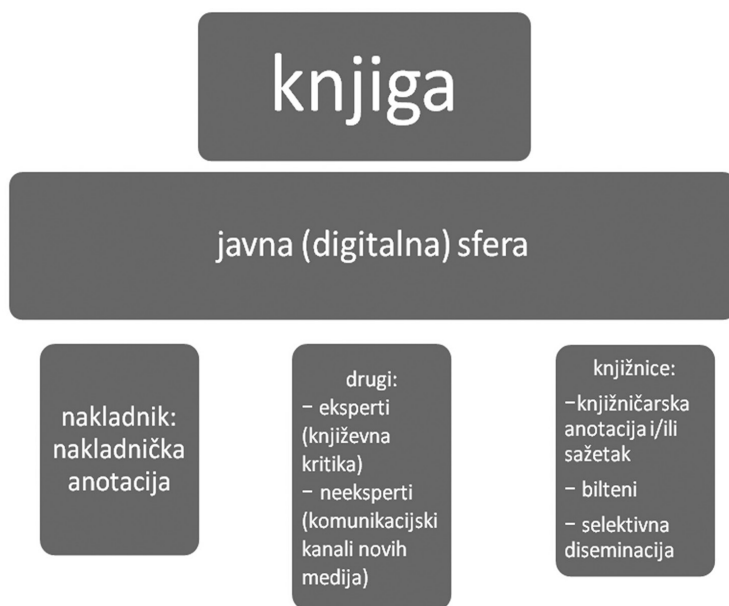 knjiga
javna (digitalna) sfera
nakladnik:
nakladnička
anotacija
drugi:
– eksperti
(književna
kritika)
– neeksperti
(komunikacijski
kanali novih
medija)
knjižnice:
–knjižničarska
anotacija i/ili
sažetak
– bilteni
– selektivna
diseminacija